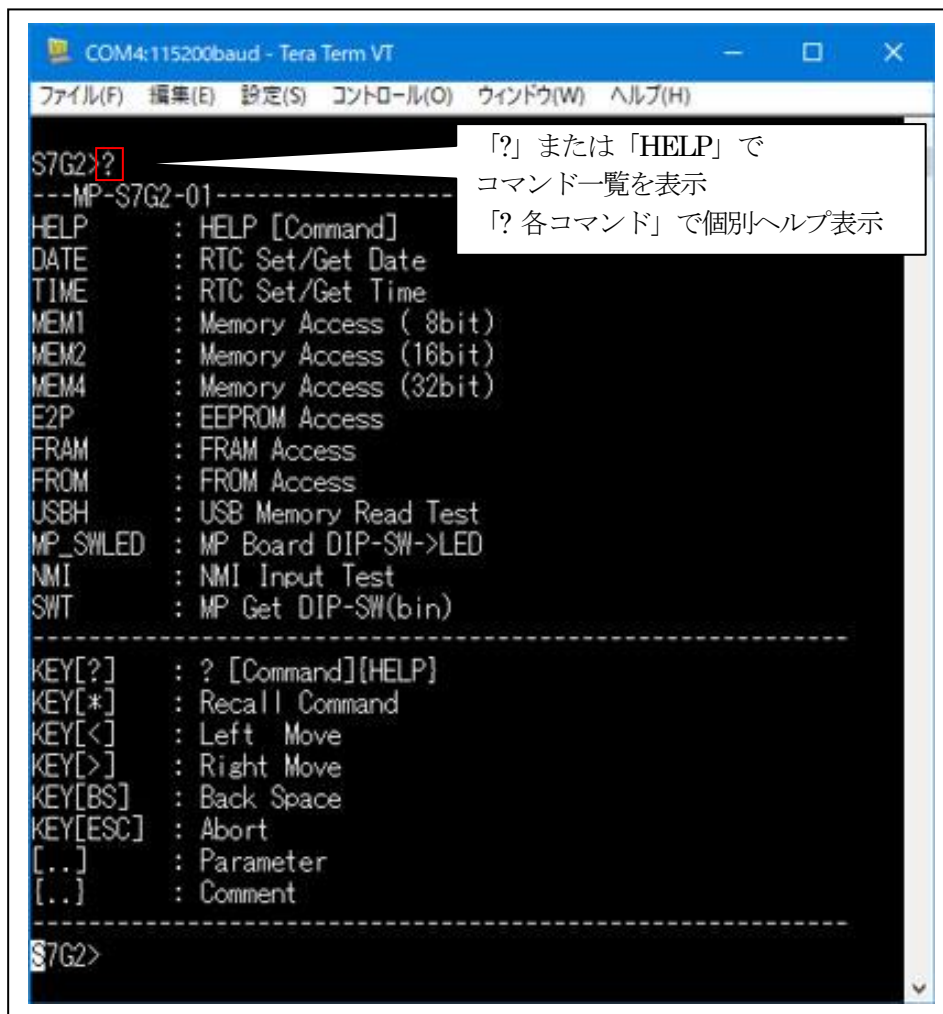 COM4:115200baud - Tera Term VT
ファイル(F) 編集(E) 設定(S) コントロール(O) ウィンドウ(W) ヘルプ(H)
S7G2>?
「?」または「HELP」で
コマンド一覧を表示
「? 各コマンド」で個別ヘルプ表示
---MP-S7G2-01-----------------
HELP : HELP [Command]
DATE : RTC Set/Get Date
TIME : RTC Set/Get Time
MEM1 : Memory Access ( 8bit)
MEM2 : Memory Access (16bit)
MEM4 : Memory Access (32bit)
E2P : EEPROM Access
FRAM : FRAM Access
FROM : FROM Access
USBH : USB Memory Read Test
MP_SWLED : MP Board DIP-SW->LED
NMI : NMI Input Test
SWT : MP Get DIP-SW(bin)
----------------------------------------------------------
KEY[?] : ? [Command]{HELP}
KEY[*] : Recall Command
KEY[<] : Left  Move
KEY[>] : Right Move
KEY[BS] : Back Space
KEY[ESC] : Abort
[..] : Parameter
{..} : Comment
----------------------------------------------------------
S7G2>